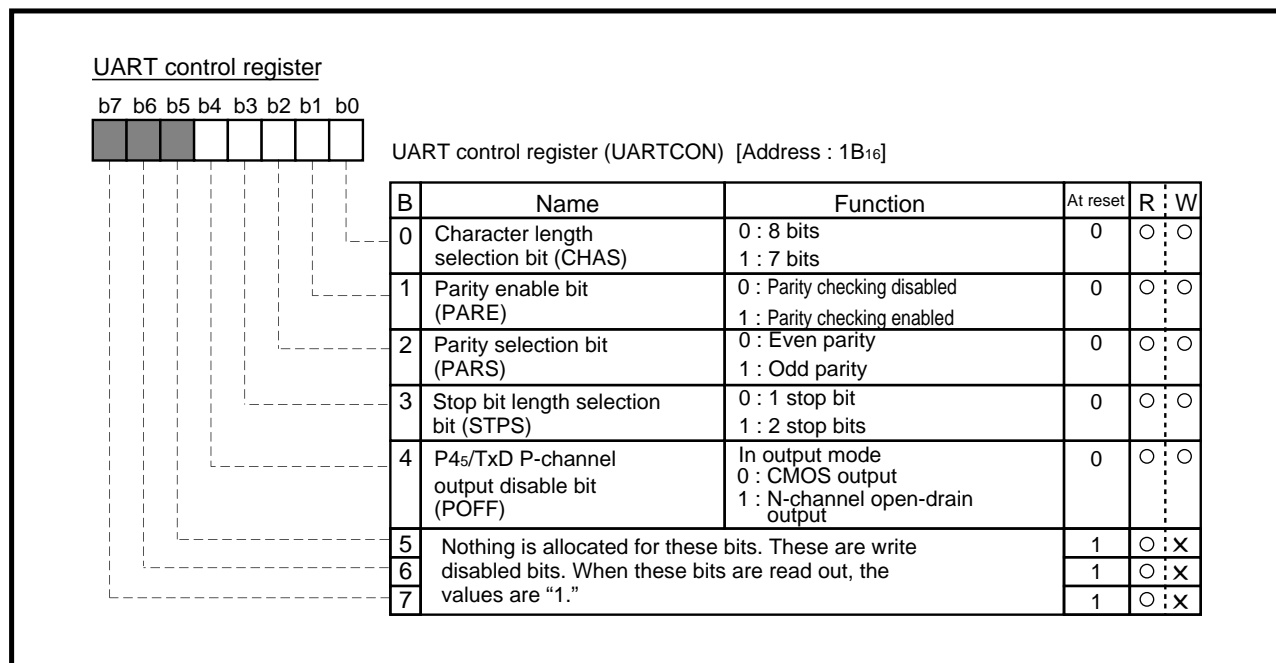 UART control register
b7 b6 b5 b4 b3 b2 b1 b0
UART control register (UARTCON) [Address : 1B16]
B Name Function At reset R W
0 Character length 0 : 8 bits 0 ○ ○
selection bit (CHAS) 1 : 7 bits
1 Parity enable bit 0 : Parity checking disabled 0 ○ ○
(PARE) 1 : Parity checking enabled
2 Parity selection bit 0 : Even parity 0 ○ ○
(PARS) 1 : Odd parity
3 Stop bit length selection 0 : 1 stop bit 0 ○ ○
bit (STPS) 1 : 2 stop bits
4 P45/TxD P-channel In output mode 0 ○ ○
output disable bit 0 : CMOS output
(POFF) 1 : N-channel open-drain
output
5 Nothing is allocated for these bits. These are write 1 ○ ×
6 disabled bits. When these bits are read out, the 1 ○ ×
7 values are “1.” 1 ○ ×